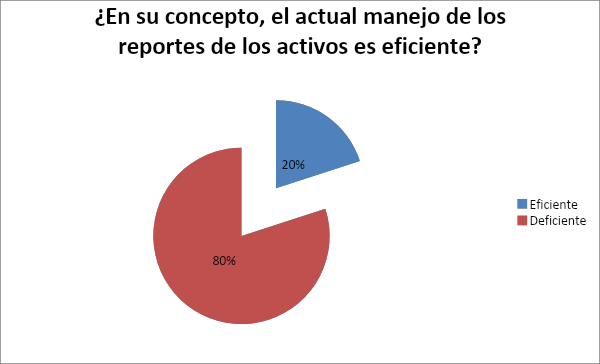 ¿En su concepto, el actual manejo de los
reportes de los activos es eficiente?
20%
80%
Eficiente
Deficiente